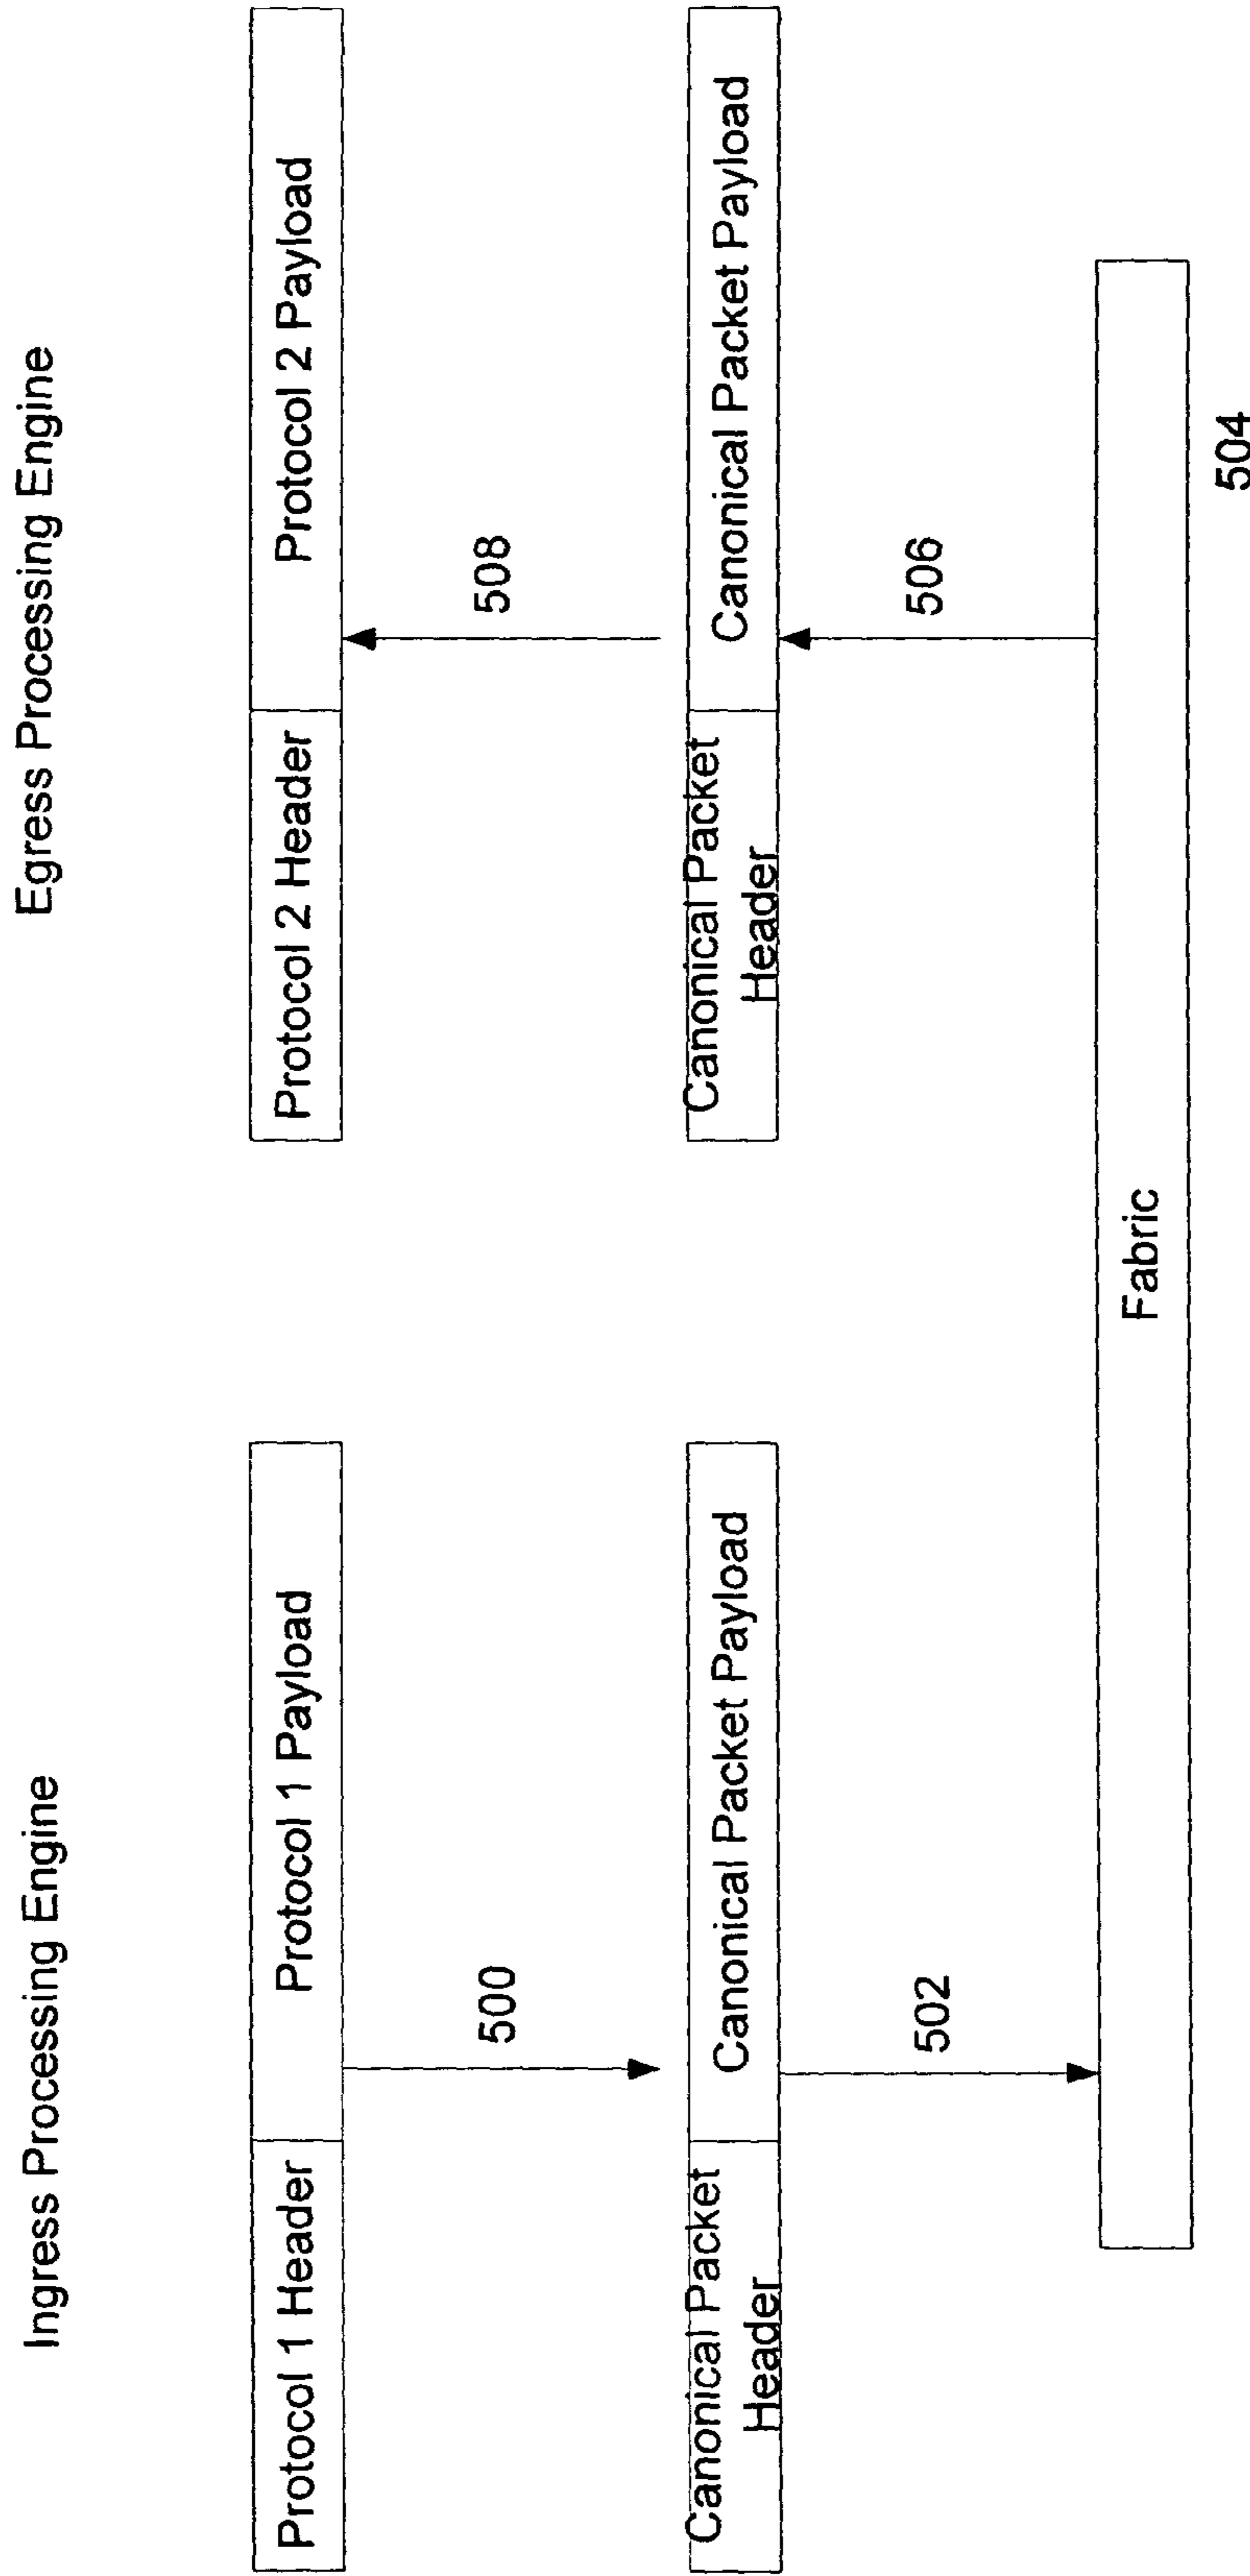 Ingress Processing Engine
Egress Processing Engine
Protocol 1 Header
Protocol 1 Payload
Protocol 2 Header
Protocol 2 Payload
500
508
Canonical Packet
Header
Canonical Packet Payload
Canonical Packet
Header
Canonical Packet Payload
502
506
Fabric
504